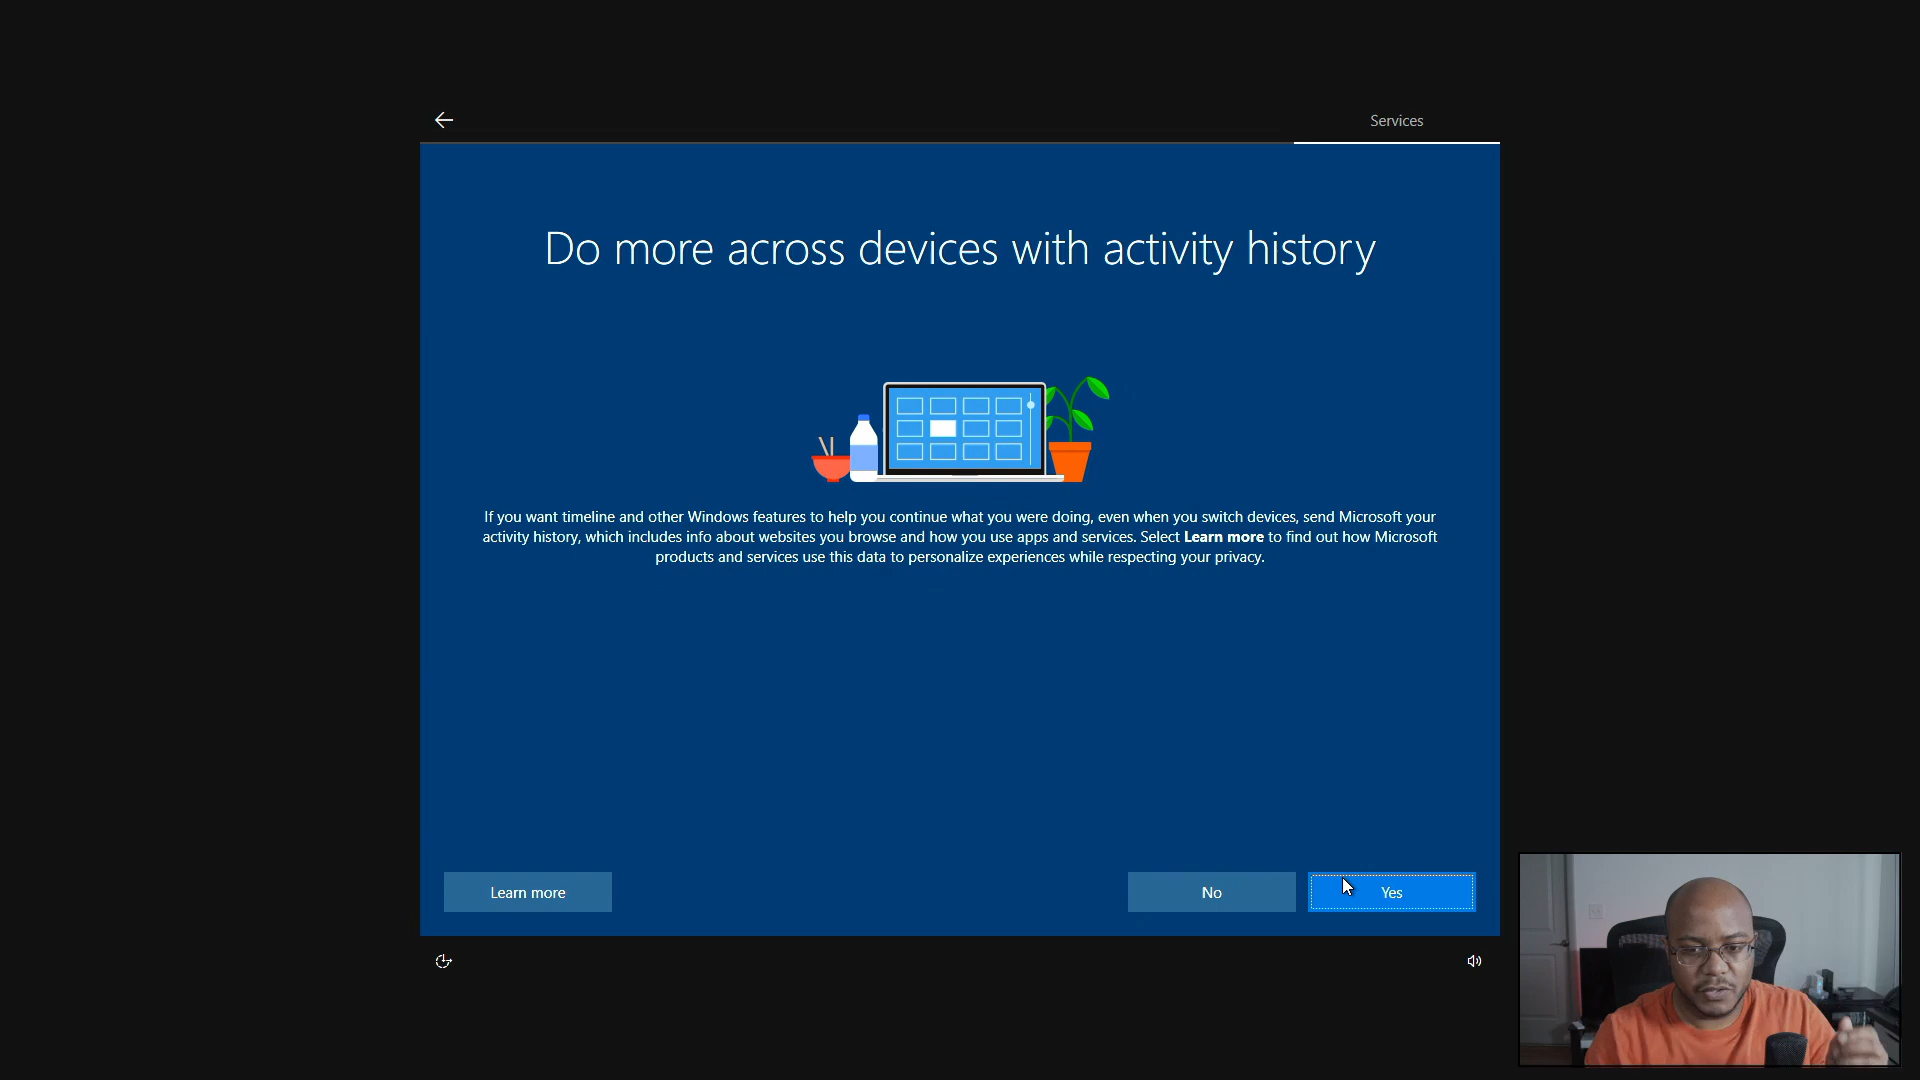 Services
Do more across devices with activity history
If you want timeline and other Windows features to help you continue what you were doing, even when you switch devices, send Microsoft your
activity history, which includes info about websites you browse and how you use apps and services. Select Learn more to find out how Microsoft
products and services use this data to personalize experiences while respecting your privacy.
Learn more
No
Yes